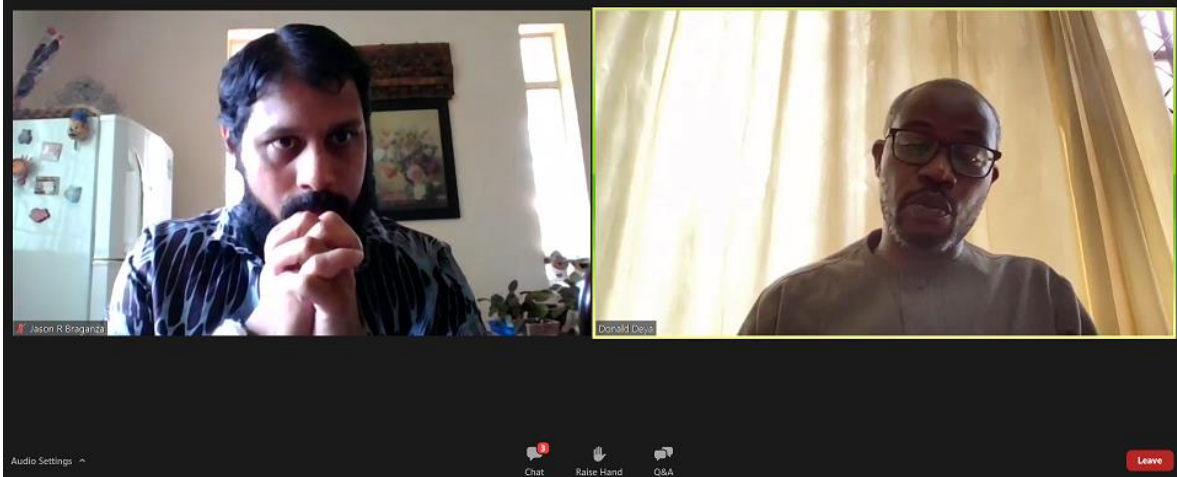 Jason R Braganza
Donald Deya
Audio Settings
3
Chat
Raise Hand
Q&A
Leave